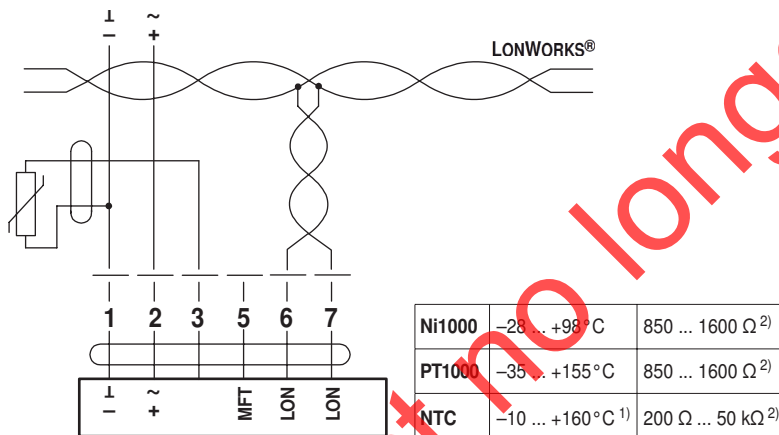 ⊥ ~
– +
LONWORKS®
1 2 3 5 6 7
⊥ ~
– + MFT LON LON
Ni1000 –28 ... +98°C 850 ... 1600 Ω 2)
PT1000 –35 ... +155°C 850 ... 1600 Ω 2)
NTC –10 ... +160°C 1) 200 Ω ... 50 kΩ 2)
t no long